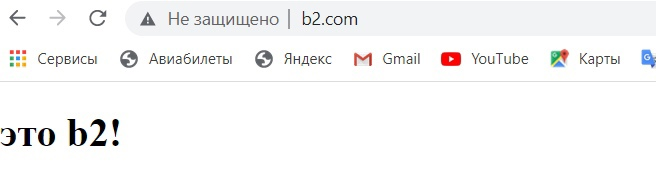 Не защищено | b2.com
Сервисы Авиабилеты Яндекс Gmail YouTube Карты
это b2!